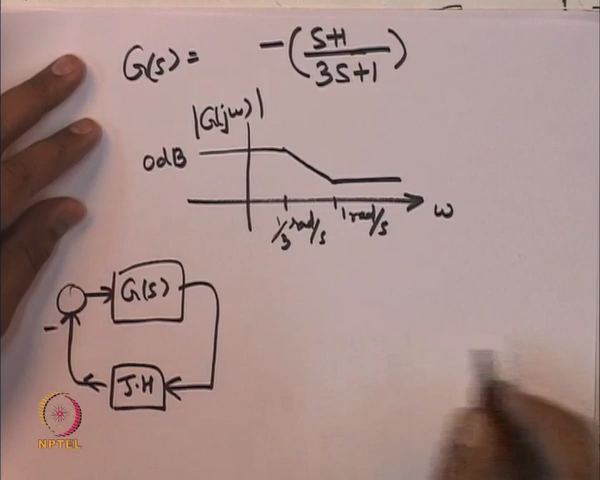 G(s) = -(s+1/3s+1)
|G(jω)|
0dB
ω
1/3 rad/s 1 rad/s
G(s)
-
J.H
NPTEL